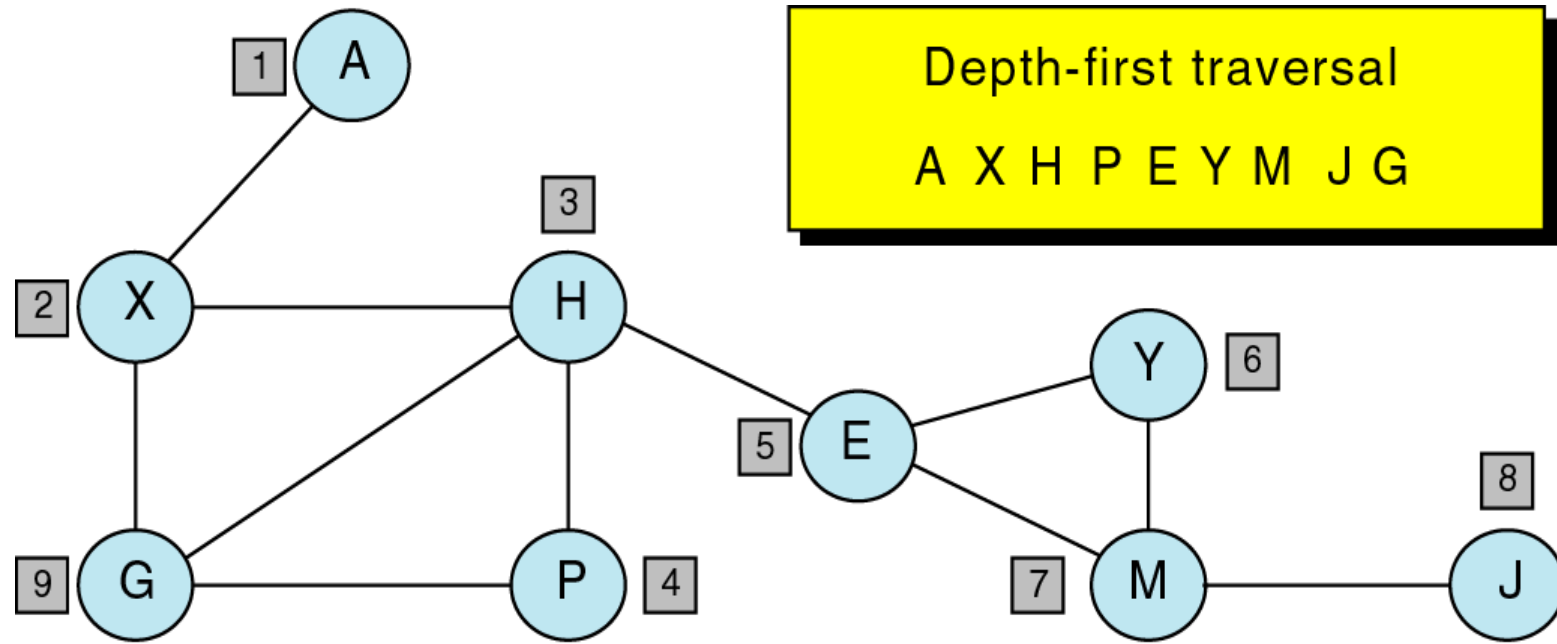 Depth-first traversal
A X H P E Y M J G
1
A
3
2
X
H
Y
6
5
E
8
9
G
P
4
7
M
J